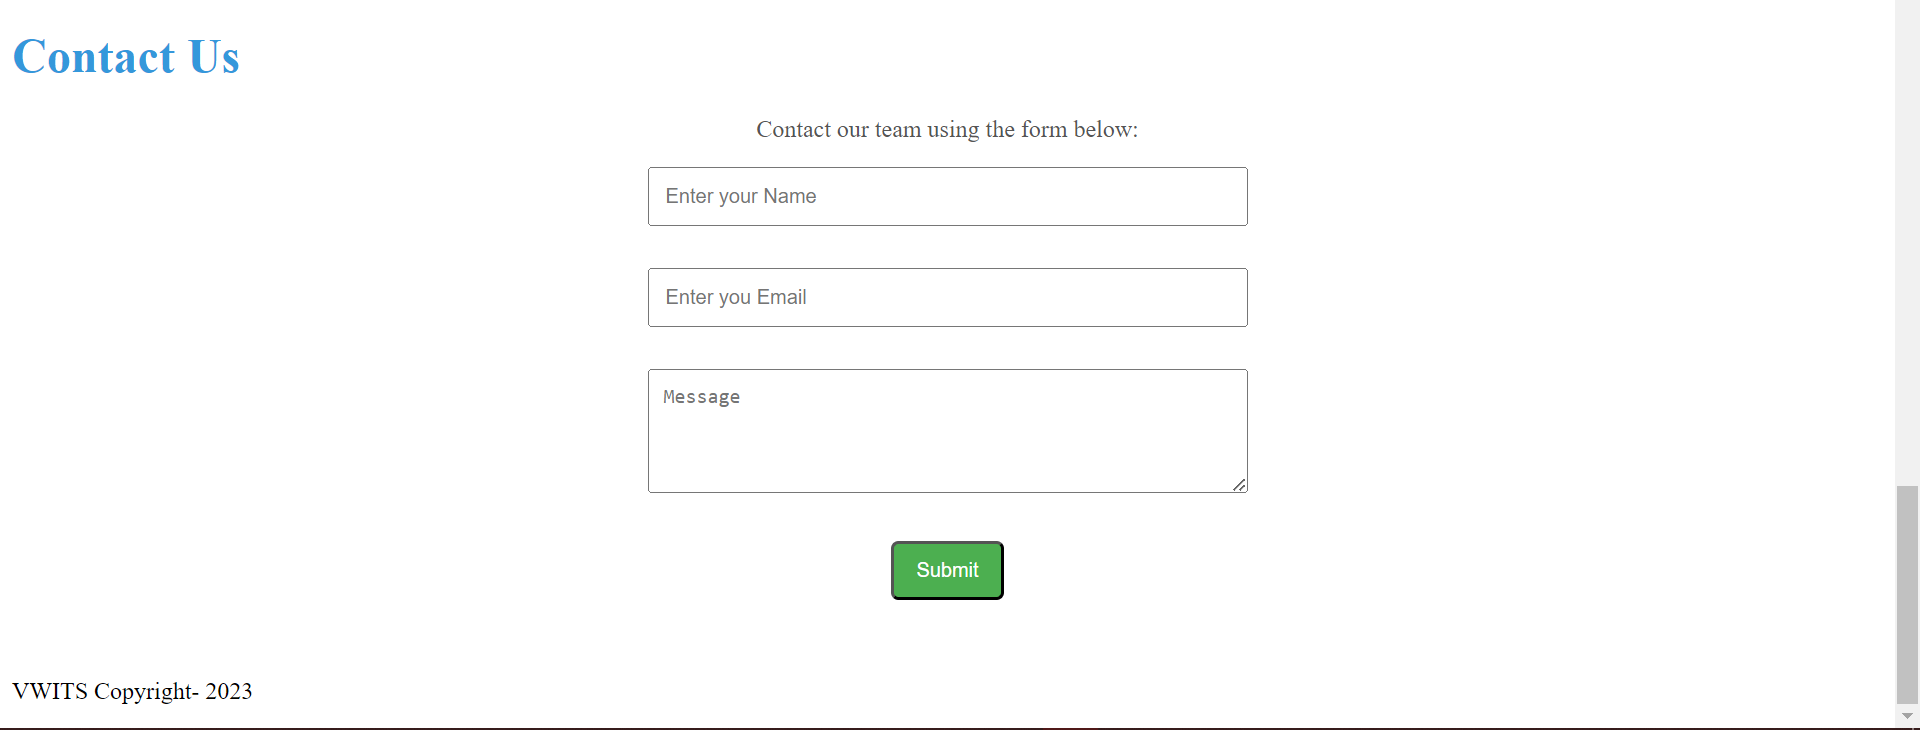 Contact Us
Contact our team using the form below:
Enter your Name
Enter you Email
Message
Submit
VWITS Copyright- 2023